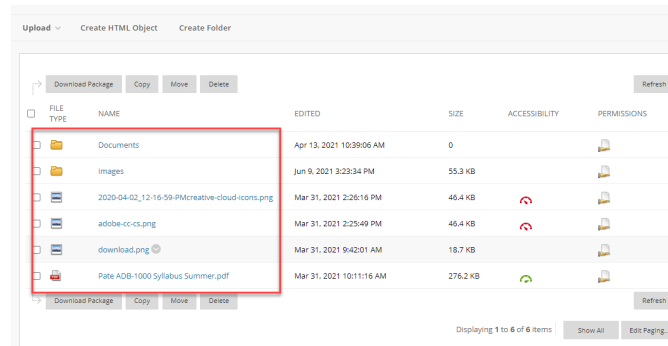 Upload Create HTML Object Create Folder
Download Package Copy Move Delete Refresh
FILE TYPE NAME EDITED SIZE ACCESSIBILITY PERMISSIONS
Documents Apr 13, 2021 10:39:06 AM 0
Images Jun 9, 2021 3:23:34 PM 55.3 KB
2020-04-02_12-16-59-PMcreative-cloud-icons.png Mar 31, 2021 2:26:16 PM 46.4 KB
adobe-cc-cs.png Mar 31, 2021 2:25:49 PM 46.4 KB
download.png Mar 31, 2021 9:42:01 AM 18.7 KB
Pate ADB-1000 Syllabus Summer.pdf Mar 31, 2021 10:11:16 AM 276.2 KB
Download Package Copy Move Delete Refresh
Displaying 1 to 6 of 6 items Show All Edit Paging...